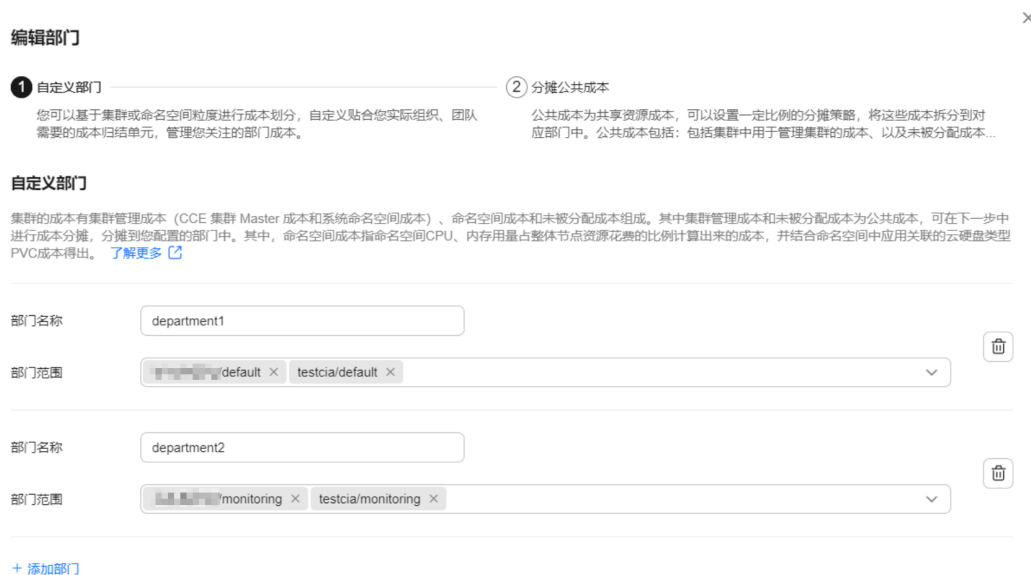 编辑部门
1 自定义部门
2 分摊公共成本
您可以基于集群或命名空间粒度进行成本划分，自定义贴合您实际组织、团队
需要的成本归结单元，管理您关注的部门成本。
公共成本为共享资源成本，可以设置一定比例的分摊策略，将这些成本拆分到对
应部门中。公共成本包括：包括集群中用于管理集群的成本、以及未被分配成本...
自定义部门
集群的成本有集群管理成本（CCE 集群 Master 成本和系统命名空间成本）、命名空间成本和未被分配成本组成。其中集群管理成本和未被分配成本为公共成本，可在下一步中
进行成本分摊，分摊到您配置的部门中。其中，命名空间成本指命名空间CPU、内存用量占整体节点资源花费的比例计算出来的成本，并结合命名空间中应用关联的云硬盘类型
PVC成本得出。 了解更多
部门名称 department1
部门范围 /default testcia/default
部门名称 department2
部门范围 /monitoring testcia/monitoring
+ 添加部门